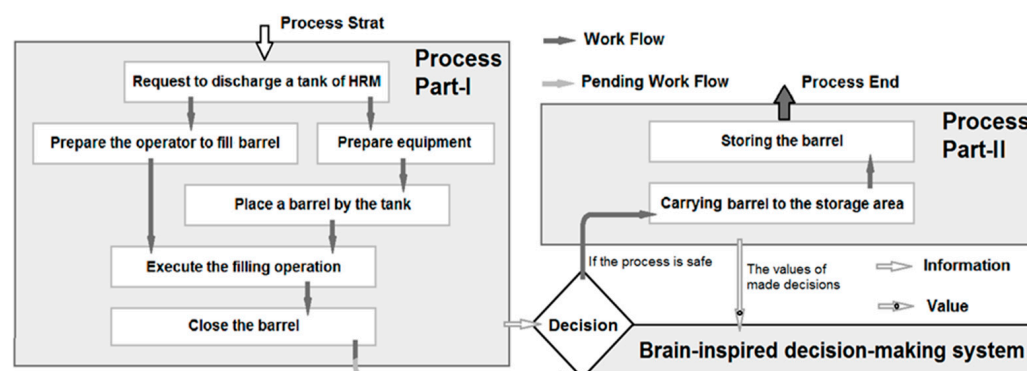 Process Strat
Process
Part-I
Request to discharge a tank of HRM
Prepare the operator to fill barrel
Prepare equipment
Place a barrel by the tank
Execute the filling operation
Close the barrel
Work Flow
Pending Work Flow
Process End
Process
Part-II
Storing the barrel
Carrying barrel to the storage area
If the process is safe
The values of
made decisions
Information
Value
Decision
Brain-inspired decision-making system